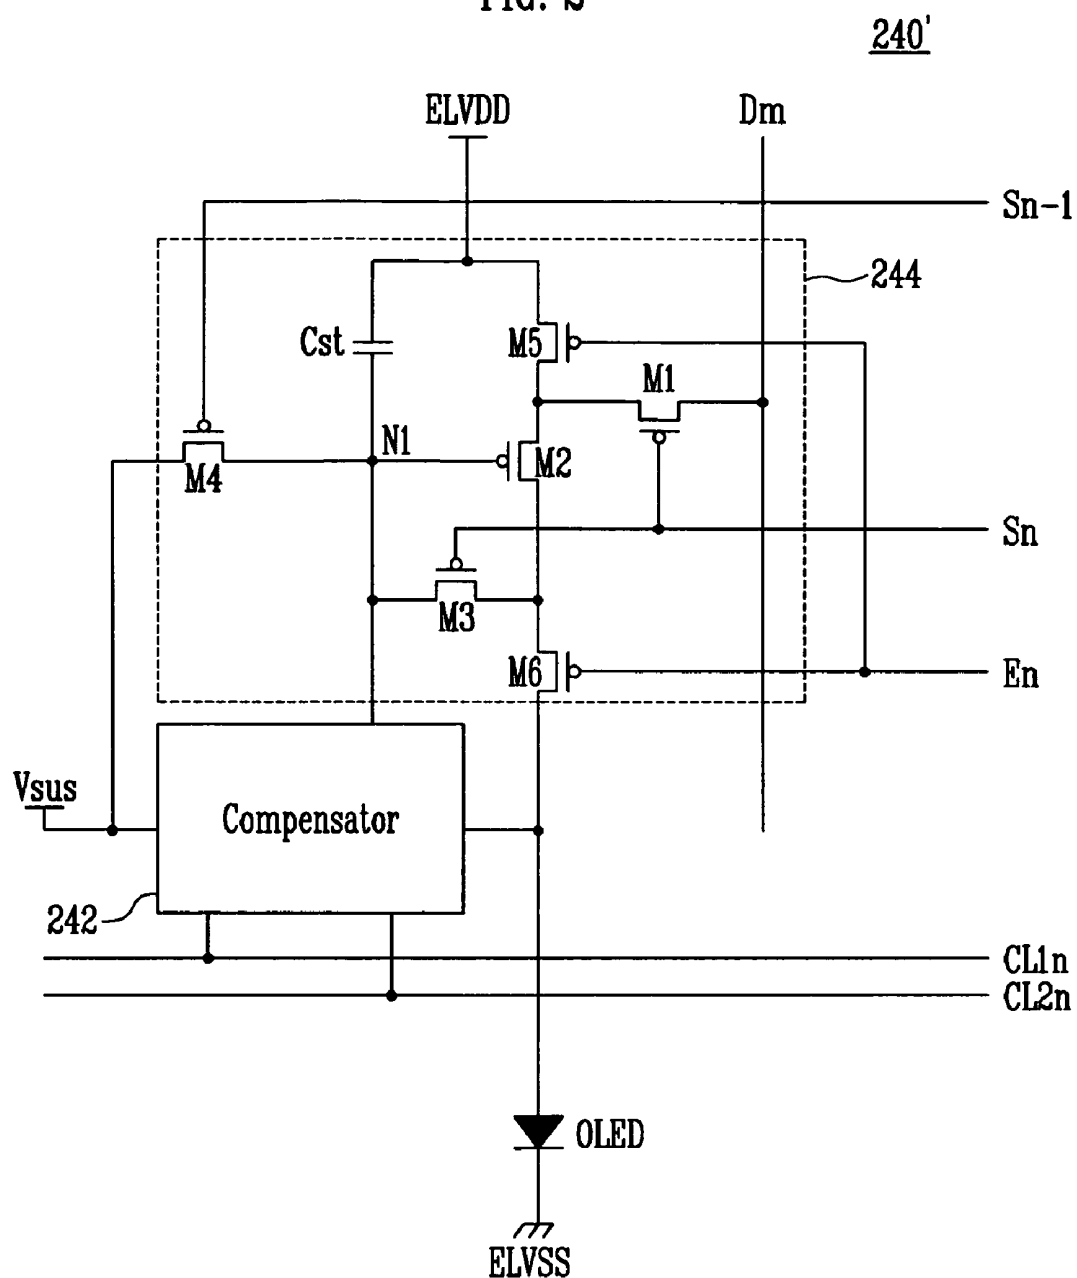 240'
ELVDD
Dm
Sn-1
244
Cst
M5
M1
N1
M2
M4
Sn
M3
M6
En
Vsus
Compensator
242
CL1n
CL2n
OLED
ELVSS